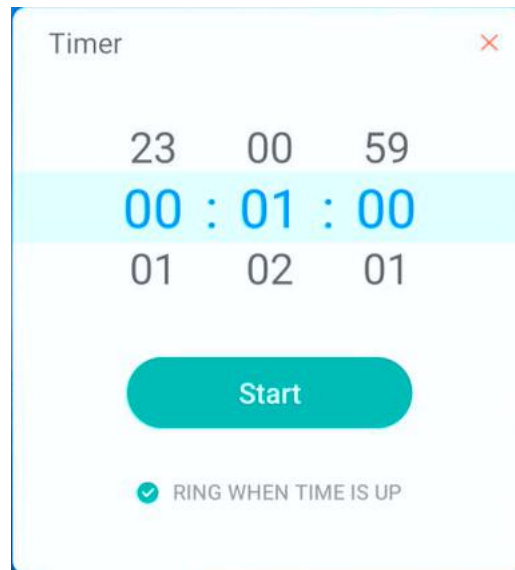 Timer
23 00 59
00 : 01 : 00
01 02 01
Start
RING WHEN TIME IS UP